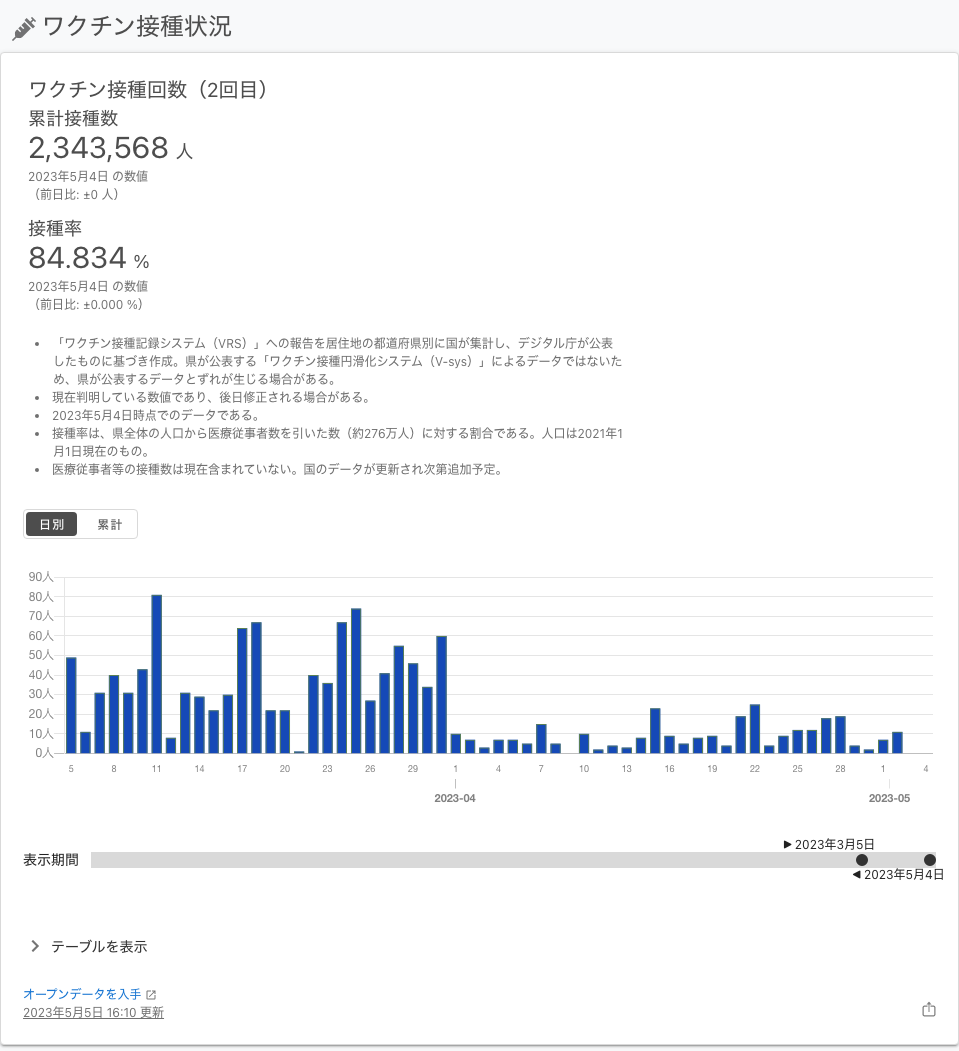 ワクチン接種状況
ワクチン接種回数（2回目）
累計接種数
2,343,568 人
2023年5月4日 の数値
（前日比: ±0 人）
接種率
84.834 %
2023年5月4日 の数値
（前日比: ±0.000 %）
• 「ワクチン接種記録システム（VRS）」への報告を居住地の都道府県別に国が集計し、デジタル庁が公表
したものに基づき作成。県が公表する「ワクチン接種円滑化システム（V-sys）」によるデータではないた
め、県が公表するデータとずれが生じる場合がある。
• 現在判明している数値であり、後日修正される場合がある。
• 2023年5月4日時点でのデータである。
• 接種率は、県全体の人口から医療従事者数を引いた数（約276万人）に対する割合である。人口は2021年1
月1日現在のもの。
• 医療従事者等の接種数は現在含まれていない。国のデータが更新され次第追加予定。
日別 累計
90人
80人
70人
60人
50人
40人
30人
20人
10人
0人
5 8 11 14 17 20 23 26 29 1 4 7 10 13 16 19 22 25 28 1 4
2023-04 2023-05
▶ 2023年3月5日
表示期間
◀ 2023年5月4日
テーブルを表示
オープンデータを入手
2023年5月5日 16:10 更新